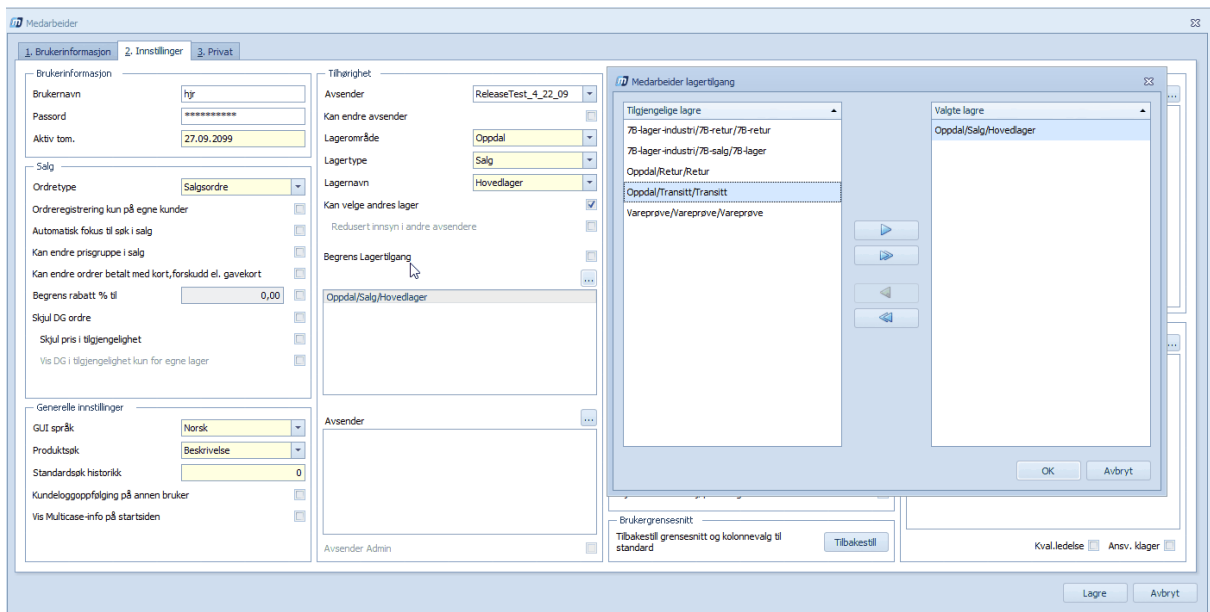 Medarbeider
1. Brukerinformasjon 2. Innstillinger 3. Privat
Brukerinformasjon
Brukernavn hjr
Passord **********
Aktiv tom. 27.09.2099
Salg
Ordretype Salgsordre
Ordreregistrering kun på egne kunder
Automatisk fokus til søk i salg
Kan endre prisgruppe i salg
Kan endre ordrer betalt med kort,forskudd el. gavekort
Begrens rabatt % til 0,00
Skjul DG ordre
Skjul pris i tilgjengelighet
Vis DG i tilgjengelighet kun for egne lager
Generelle innstillinger
GUI språk Norsk
Produktsøk Beskrivelse
Standardsøk historikk 0
Kundeloggoppfølging på annen bruker
Vis Multicase-info på startsiden
Tilhørighet
Avsender ReleaseTest_4_22_09
Kan endre avsender
Lagerområde Oppdal
Lagertype Salg
Lagernavn Hovedlager
Kan velge andres lager
Redusert innsyn i andre avsendere
Begrens Lagertilgang
...
Oppdal/Salg/Hovedlager
Avsender ...
Avsender Admin
Medarbeider lagertilgang
Tilgjengelige lagre
7B-lager-industri/7B-retur/7B-retur
7B-lager-industri/7B-salg/7B-lager
Oppdal/Retur/Retur
Oppdal/Transitt/Transitt
Vareprøve/Vareprøve/Vareprøve
Valgte lagre
Oppdal/Salg/Hovedlager
OK Avbryt
...
...
Brukergrensesnitt
Tilbakestill grensesnitt og kolonnevalg til
standard
Tilbakestill
Kval.ledelse Ansv. klager
Lagre Avbryt